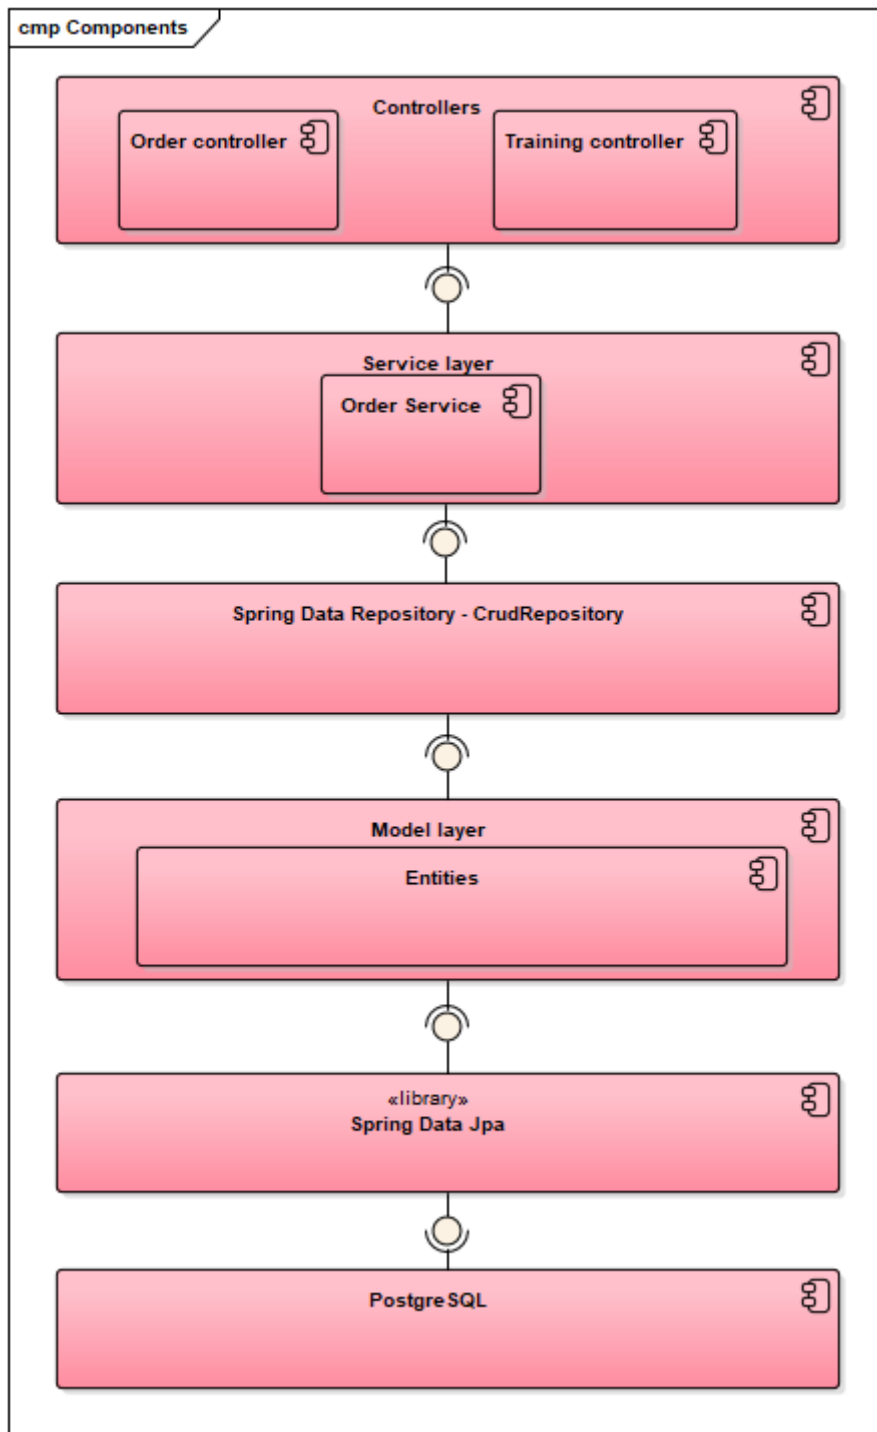 cmp Components
Controllers
Order controller
Training controller
Service layer
Order Service
Spring Data Repository - CrudRepository
Model layer
Entities
«library»
Spring Data Jpa
PostgreSQL